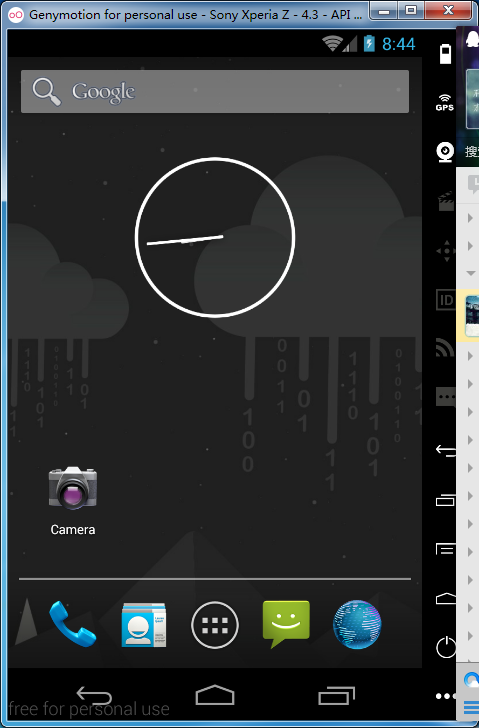 Genymotion for personal use - Sony Xperia Z - 4.3 - API ...
8:44
Google
GPS
ID
Camera
free for personal use